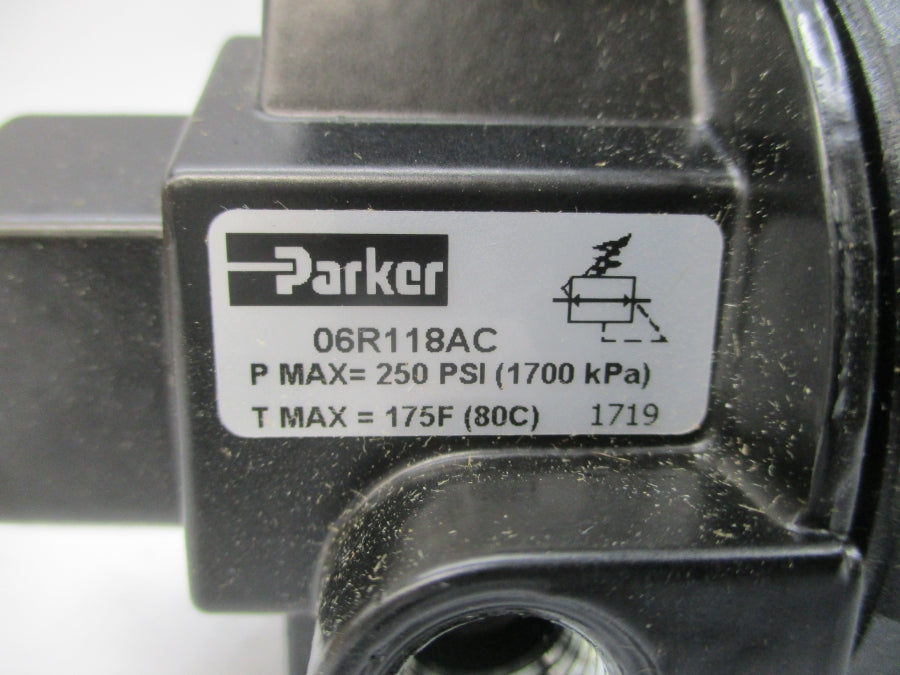 Parker
06R118AC
P MAX= 250 PSI (1700 kPa)
T MAX = 175F (80C) 1719